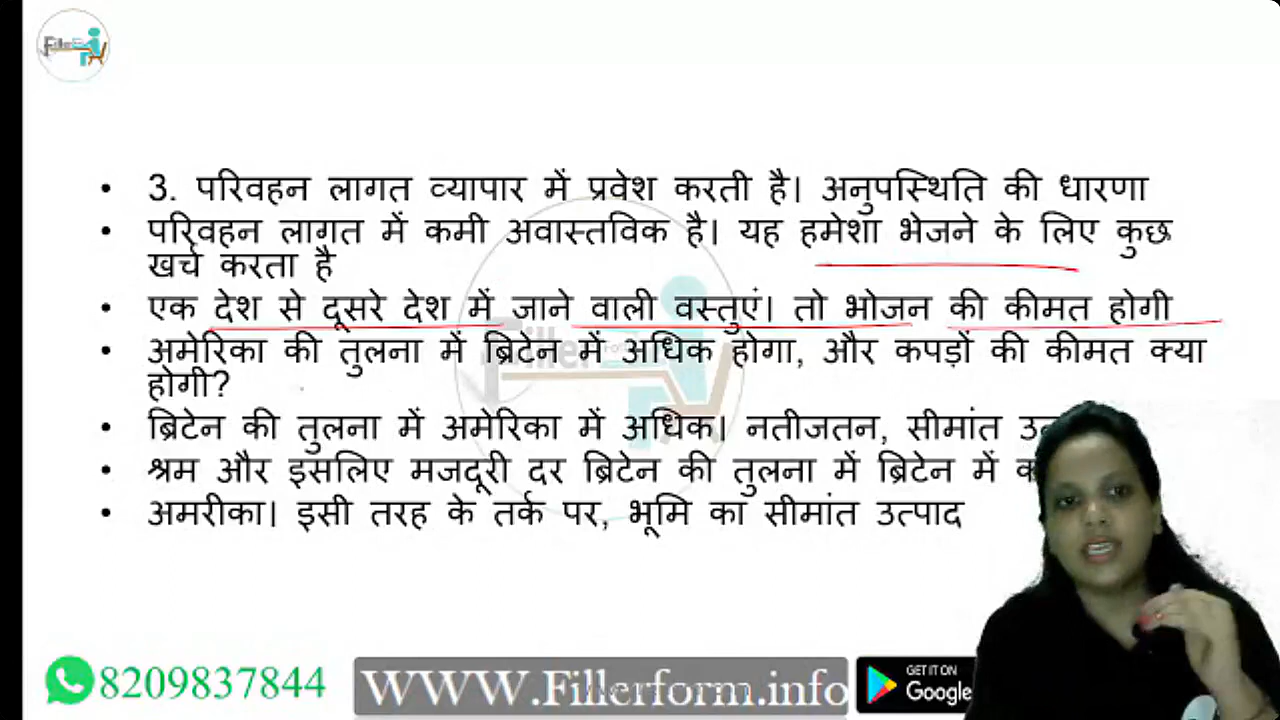 FillerForm
• 3. परिवहन लागत व्यापार में प्रवेश करती है। अनुपस्थिति की धारणा
• परिवहन लागत में कमी अवास्तविक है। यह हमेशा भेजने के लिए कुछ
खर्च करता है
• एक देश से दूसरे देश में जाने वाली वस्तुएं। तो भोजन की कीमत होगी
• अमेरिका की तुलना में ब्रिटेन में अधिक होगा, और कपड़ों की कीमत क्या
होगी?
• ब्रिटेन की तुलना में अमेरिका में अधिक। नतीजतन, सीमांत
• श्रम और इसलिए मजदूरी दर ब्रिटेन की तुलना में ब्रिटेन में
• अमरीका। इसी तरह के तर्क पर, भूमि का सीमांत उत्पाद
8209837844
WWW.Fillerform.info
GET IT ON
Google